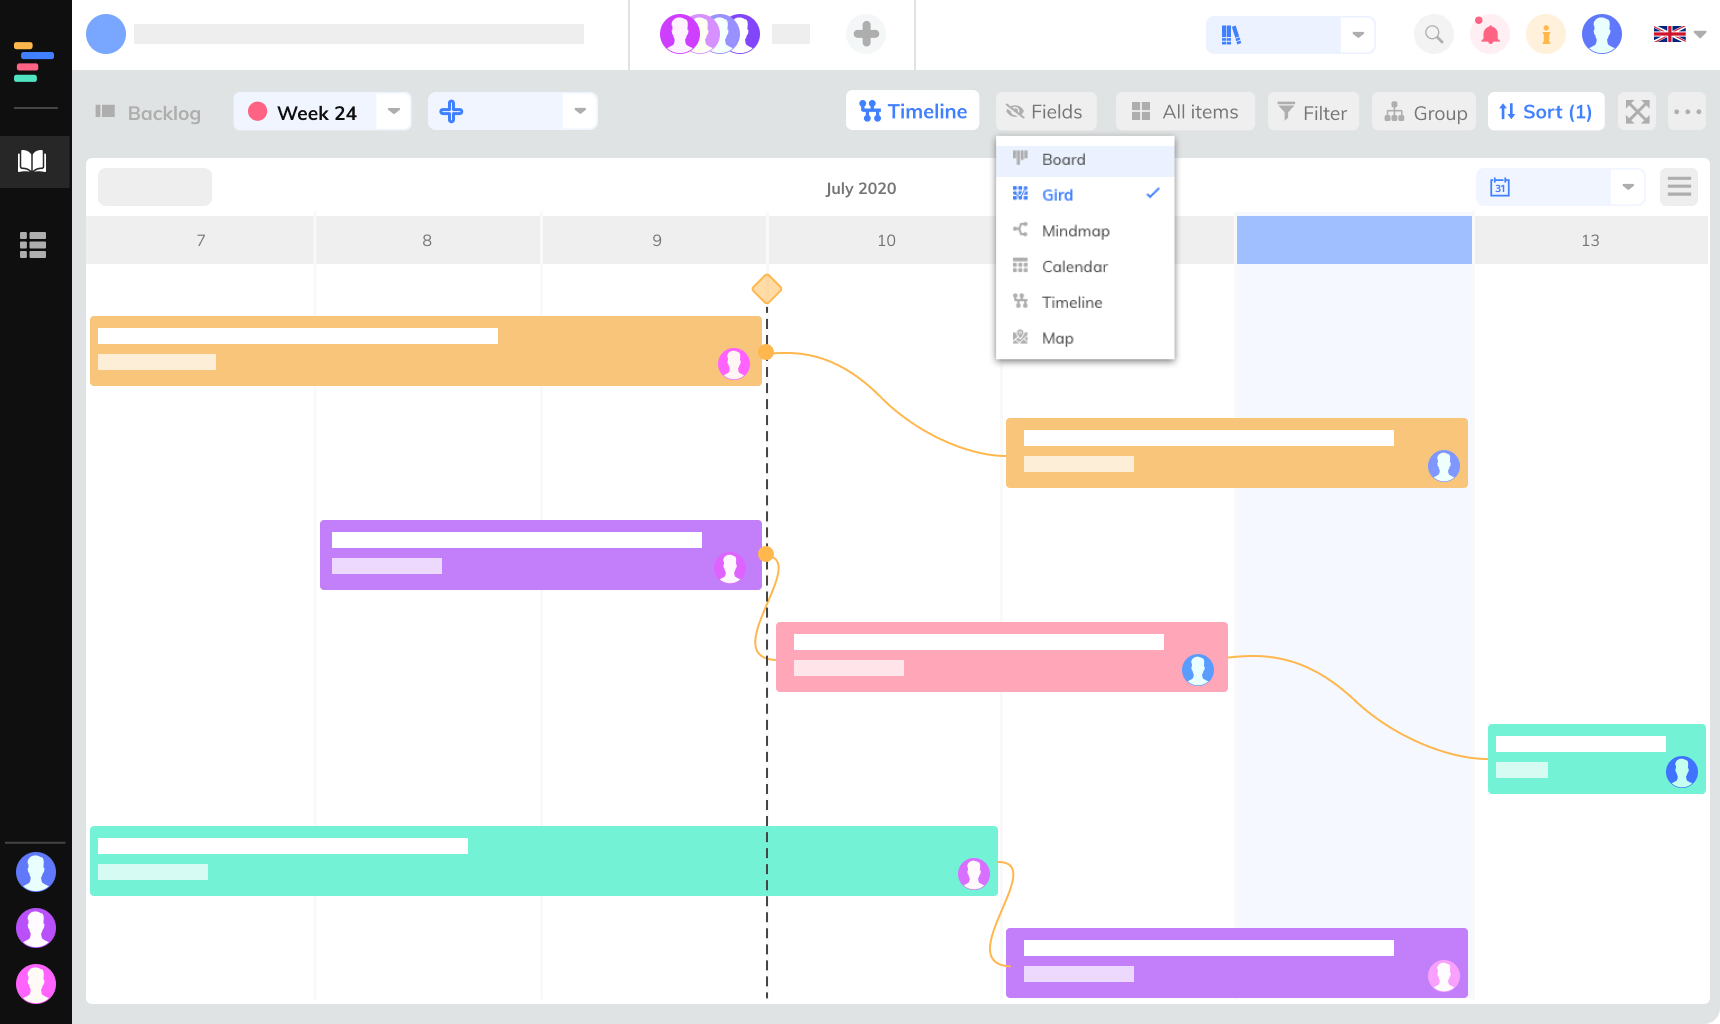 Backlog
Week 24
Timeline
Fields
All items
Filter
Group
Sort (1)
July 2020
31
7
8
9
10
13
Board
Gird
Mindmap
Calendar
Timeline
Map